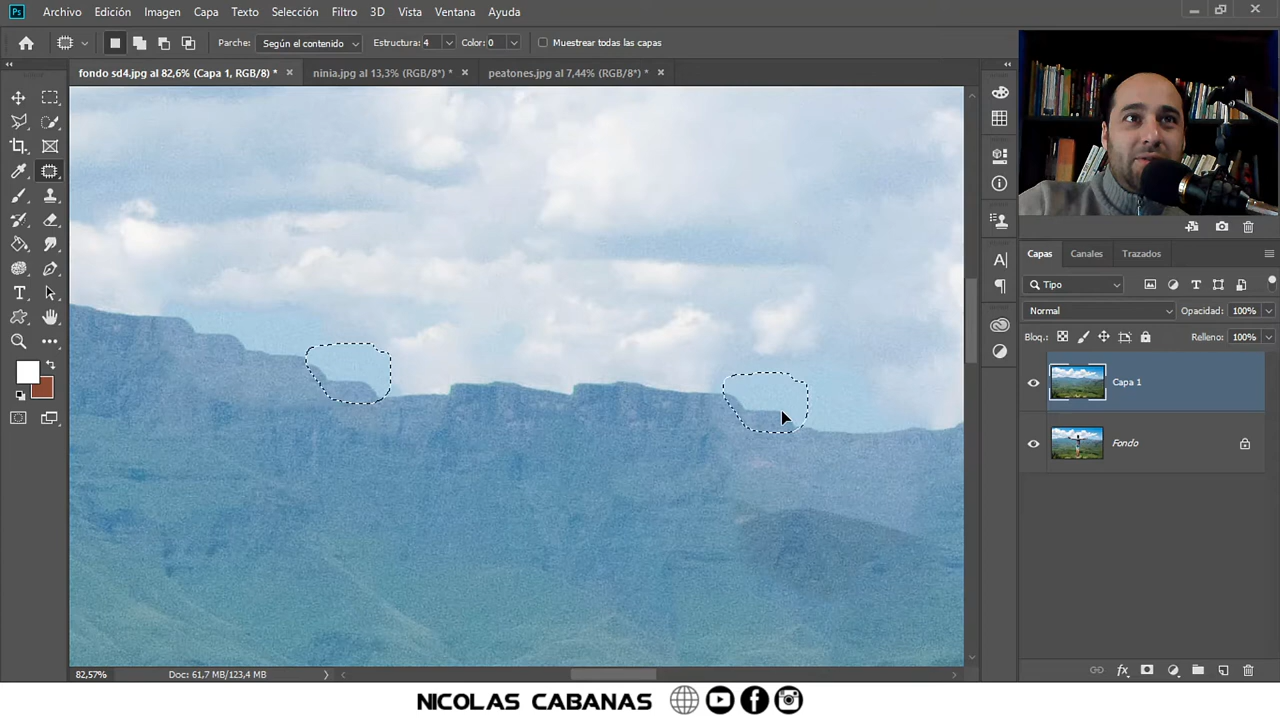 Ps Archivo Edición Imagen Capa Texto Selección Filtro 3D Vista Ventana Ayuda
Parche: Según el contenido Estructura: 4 Color: 0 Muestrear todas las capas
fondo sd4.jpg al 82,6% (Capa 1, RGB/8) * ninia.jpg al 13,3% (RGB/8*) * peatones.jpg al 7,44% (RGB/8*) *
Capas Canales Trazados
Tipo
Normal Opacidad: 100%
Bloq.: Relleno: 100%
Capa 1
Fondo
82,57% Doc: 61,7 MB/123,4 MB
NICOLAS CABANAS